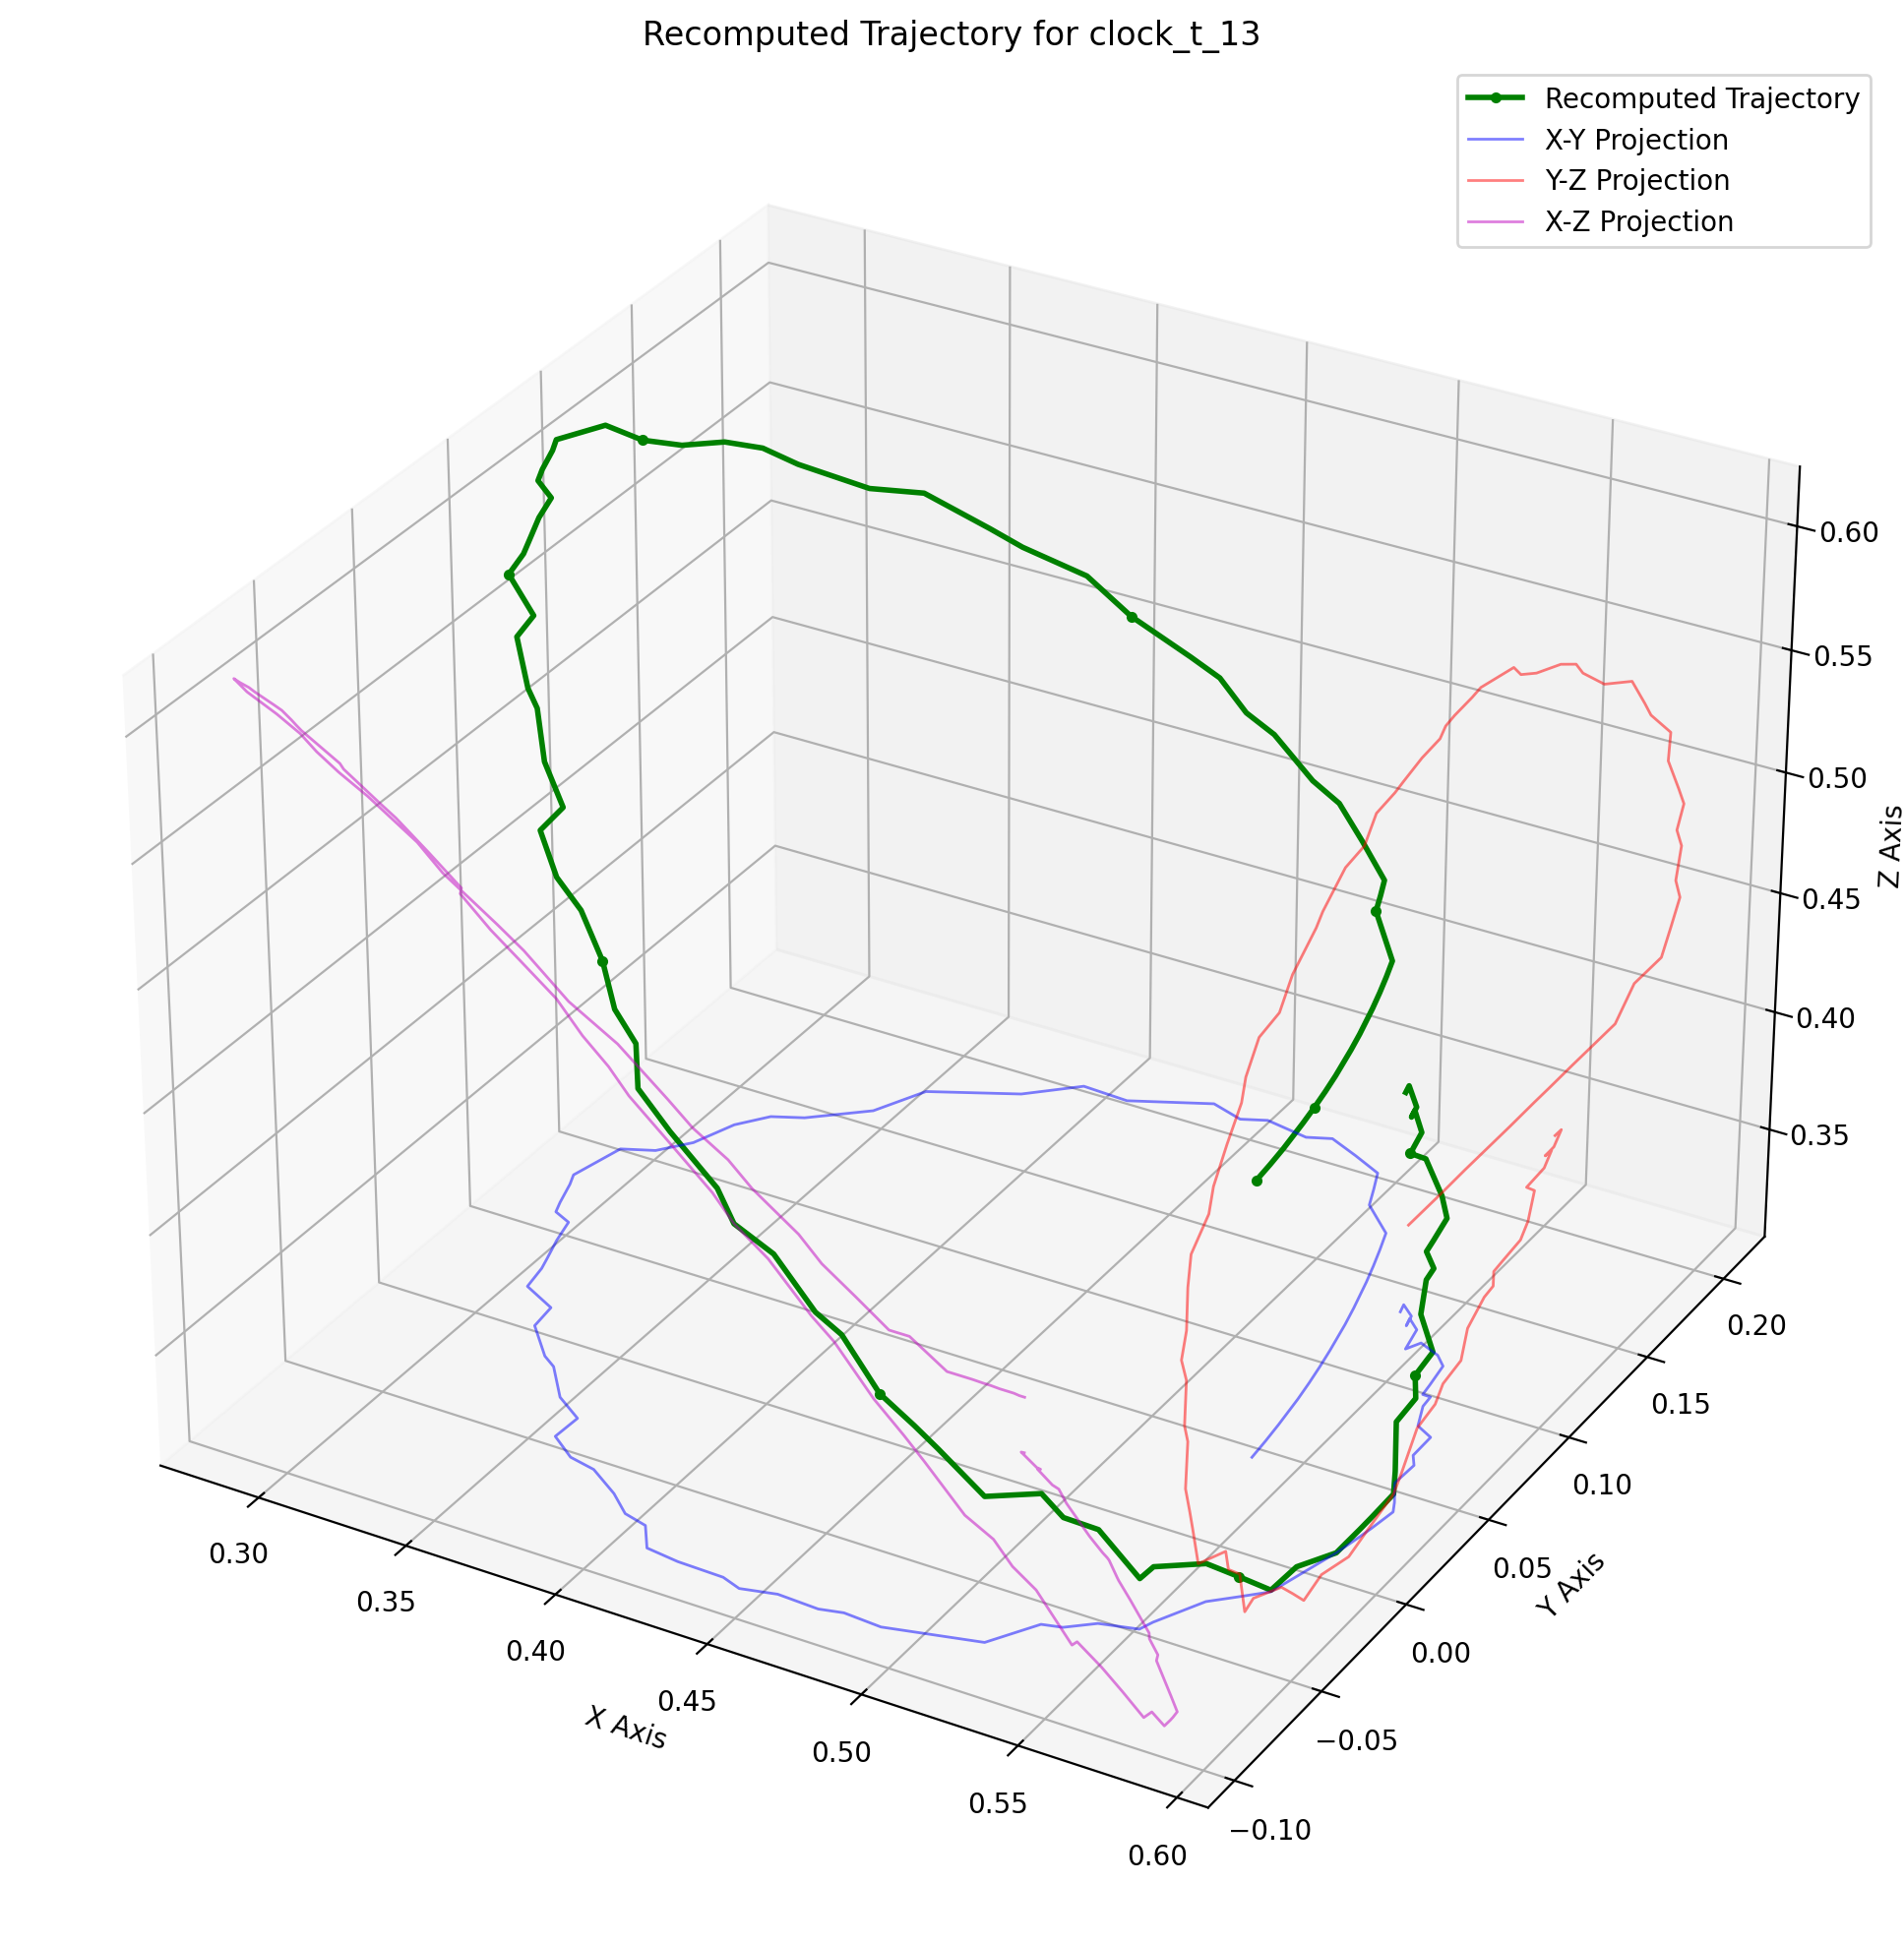 Recomputed Trajectory for clock_t_13
Recomputed Trajectory
X-Y Projection
Y-Z Projection
X-Z Projection
0.60
0.55
0.50
0.45
0.40
0.35
Z Axis
0.20
0.15
0.10
0.05
0.00
−0.05
−0.10
Y Axis
0.30
0.35
0.40
0.45
0.50
0.55
0.60
X Axis